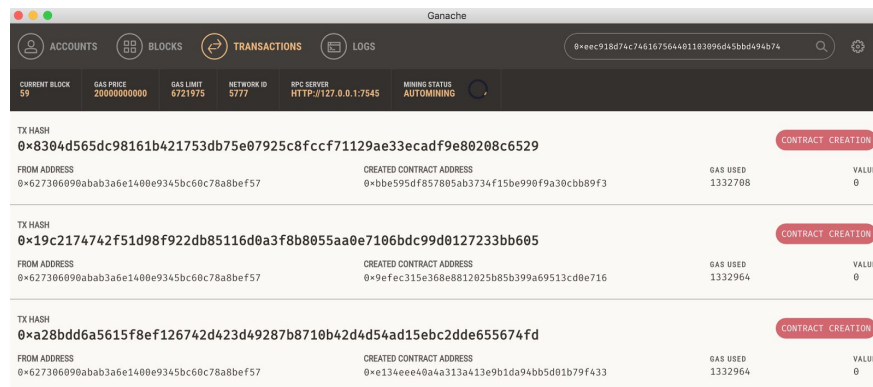 Ganache
ACCOUNTS BLOCKS TRANSACTIONS LOGS 0×eec918d74c746167564401103096d45bbd494b74
CURRENT BLOCK GAS PRICE GAS LIMIT NETWORK ID RPC SERVER MINING STATUS
59 20000000000 6721975 5777 HTTP://127.0.0.1:7545 AUTOMINING
TX HASH
0×8304d565dc98161b421753db75e07925c8fccf71129ae33ecadf9e80208c6529
CONTRACT CREATION
FROM ADDRESS CREATED CONTRACT ADDRESS GAS USED VALU
0×627306090abab3a6e1400e9345bc60c78a8bef57 0×bbe595df857805ab3734f15be990f9a30cbb89f3 1332708 0
TX HASH
0×19c2174742f51d98f922db85116d0a3f8b8055aa0e7106bdc99d0127233bb605
CONTRACT CREATION
FROM ADDRESS CREATED CONTRACT ADDRESS GAS USED VALU
0×627306090abab3a6e1400e9345bc60c78a8bef57 0×9efec315e368e8812025b85b399a69513cd0e716 1332964 0
TX HASH
0×a28bdd6a5615f8ef126742d423d49287b8710b42d4d54ad15ebc2dde655674fd
CONTRACT CREATION
FROM ADDRESS CREATED CONTRACT ADDRESS GAS USED VALU
0×627306090abab3a6e1400e9345bc60c78a8bef57 0×e134eee40a4a313a413e9b1da94bb5d01b79f433 1332964 0